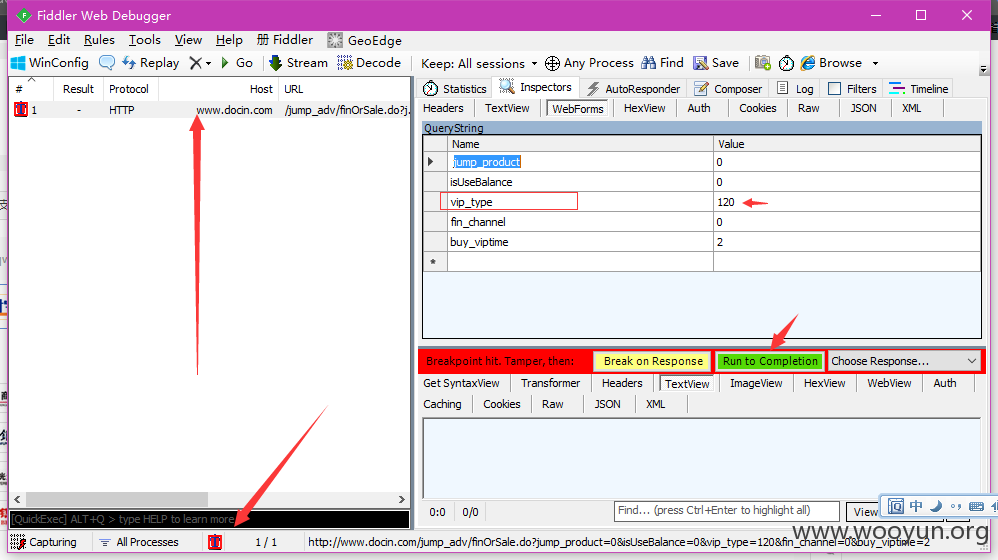 Fiddler Web Debugger
File Edit Rules Tools View Help 册 Fiddler GeoEdge
WinConfig Replay Go Stream Decode Keep: All sessions Any Process Find Save Browse
# Result Protocol Host URL
1 - HTTP www.docin.com /jump_adv/finOrSale.do?j
Statistics Inspectors AutoResponder Composer Log Filters Timeline
Headers TextView WebForms HexView Auth Cookies Raw JSON XML
QueryString
Name Value
jump_product 0
isUseBalance 0
vip_type 120
fin_channel 0
buy_viptime 2
*
Breakpoint hit. Tamper, then: Break on Response Run to Completion Choose Response...
Get SyntaxView Transformer Headers TextView ImageView HexView WebView Auth
Caching Cookies Raw JSON XML
0:0 0/0 Find... (press Ctrl+Enter to highlight all) View
[QuickExec] ALT+Q > type HELP to learn more
中
Capturing All Processes 1 / 1 http://www.docin.com/jump_adv/finOrSale.do?jump_product=0&isUseBalance=0&vip_type=120&fin_channel=0&buy_viptime=2
www.wooyun.org